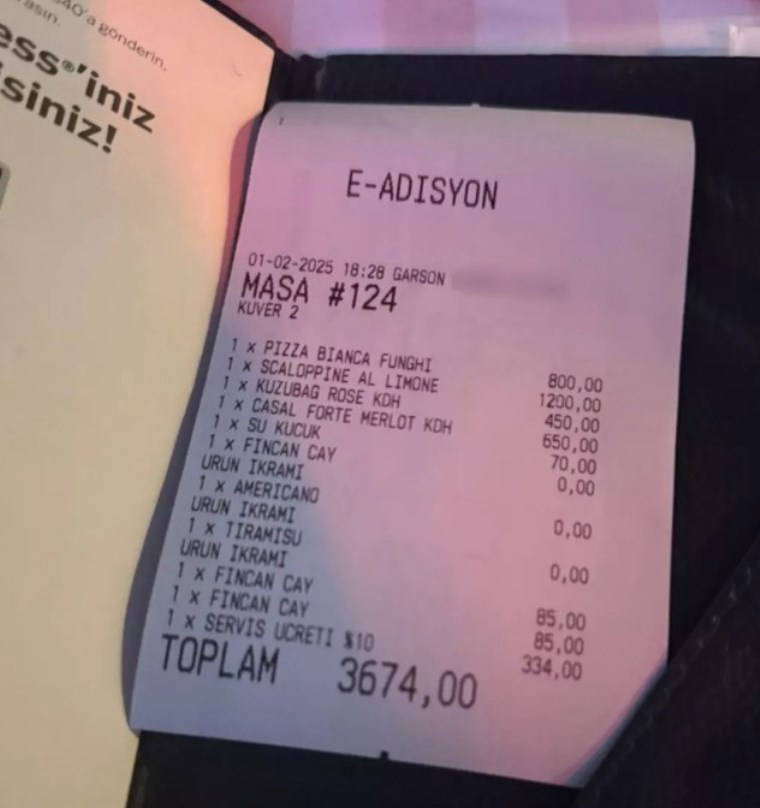 340'a gönderin.
asın.
ess®'iniz
siniz!
E-ADISYON
01-02-2025 18:28 GARSON
MASA #124
KUVER 2
1 x PIZZA BIANCA FUNGHI 800,00
1 x SCALOPPINE AL LIMONE 1200,00
1 x KUZUBAG ROSE KDH 450,00
1 x CASAL FORTE MERLOT KDH 650,00
1 x SU KUCUK 70,00
1 x FINCAN CAY 0,00
URUN IKRAMI
1 x AMERICANO 0,00
URUN IKRAMI
1 x TIRAMISU 0,00
URUN IKRAMI
1 x FINCAN CAY 85,00
1 x FINCAN CAY 85,00
1 x SERVIS UCRETI %10 334,00
TOPLAM 3674,00